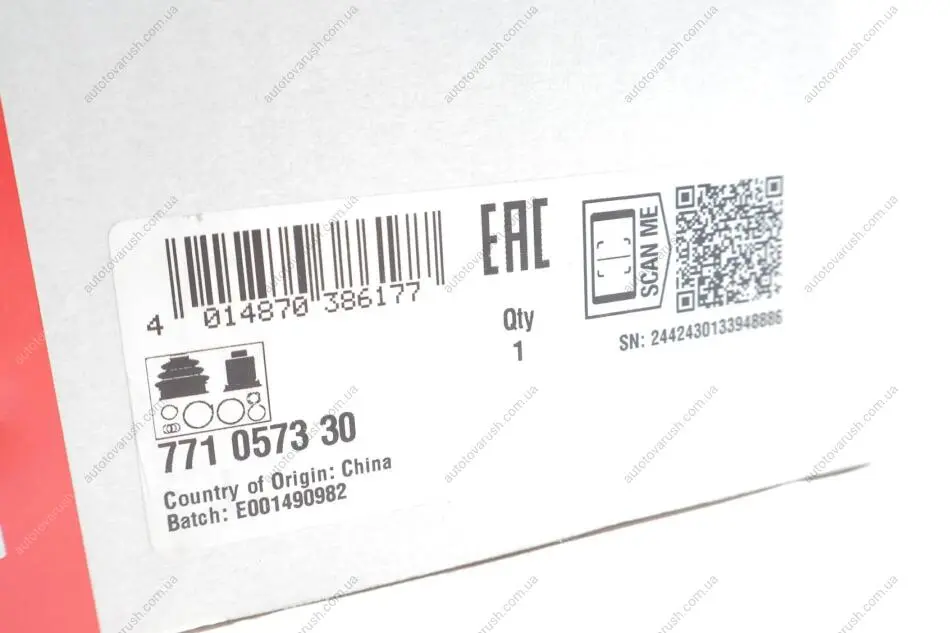 4 014870 386177
EAC
Qty
1
SCAN ME
SN: 2442430133948886
771 0573 30
Country of Origin: China
Batch: E001490982
autotovarush.com.ua